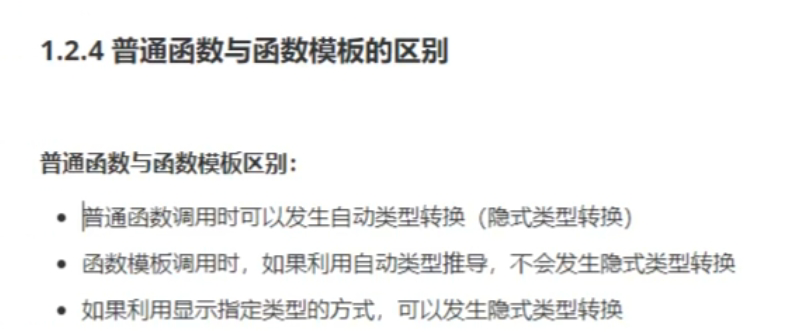 1.2.4 普通函数与函数模板的区别
普通函数与函数模板区别：
• 普通函数调用时可以发生自动类型转换（隐式类型转换）
• 函数模板调用时，如果利用自动类型推导，不会发生隐式类型转换
• 如果利用显示指定类型的方式，可以发生隐式类型转换